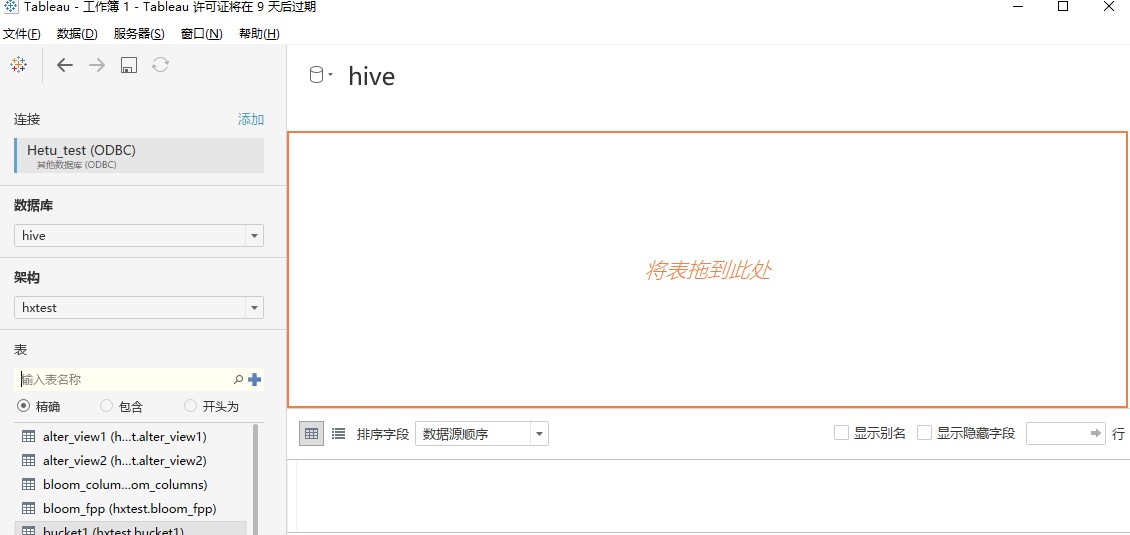 Tableau - 工作簿 1 - Tableau 许可证将在 9 天后过期
文件(F) 数据(D) 服务器(S) 窗口(N) 帮助(H)
hive
连接 添加
Hetu_test (ODBC)
其他数据库 (ODBC)
数据库
hive
架构
hxtest
表
输入表名称
精确 包含 开头为
alter_view1 (h...t.alter_view1)
alter_view2 (h...t.alter_view2)
bloom_colum...om_columns)
bloom_fpp (hxtest.bloom_fpp)
bucket1 (hxtest.bucket1)
将表拖到此处
排序字段 数据源顺序 显示别名 显示隐藏字段 行